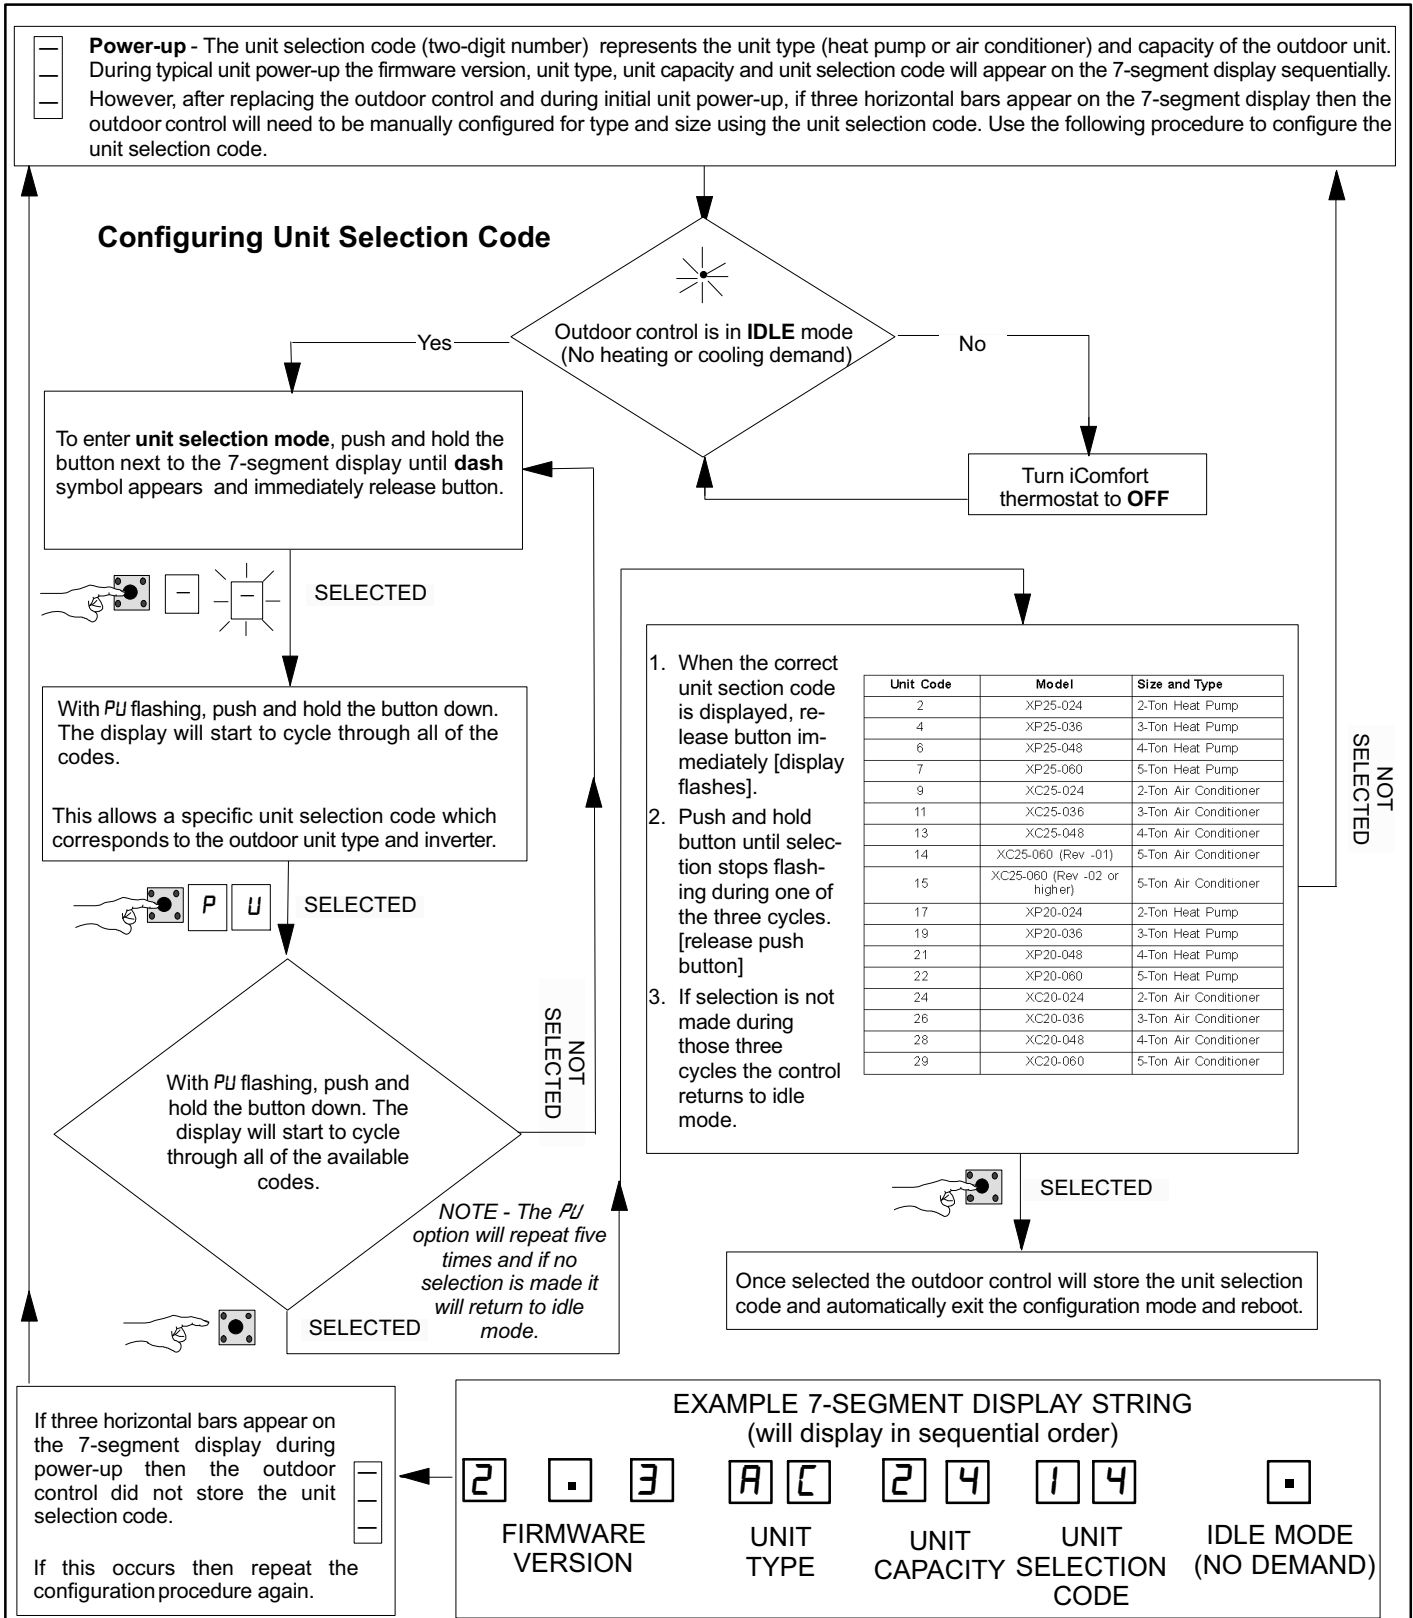 Power-up - The unit selection code (two-digit number) represents the unit type (heat pump or air conditioner) and capacity of the outdoor unit.
During typical unit power-up the firmware version, unit type, unit capacity and unit selection code will appear on the 7-segment display sequentially.
However, after replacing the outdoor control and during initial unit power-up, if three horizontal bars appear on the 7-segment display then the
outdoor control will need to be manually configured for type and size using the unit selection code. Use the following procedure to configure the
unit selection code.
Configuring Unit Selection Code
Outdoor control is in IDLE mode
(No heating or cooling demand)
Yes
No
Turn iComfort
thermostat to OFF
To enter unit selection mode, push and hold the
button next to the 7-segment display until dash
symbol appears and immediately release button.
SELECTED
With PU flashing, push and hold the button down.
The display will start to cycle through all of the
codes.
This allows a specific unit selection code which
corresponds to the outdoor unit type and inverter.
P U
SELECTED
With PU flashing, push and
hold the button down. The
display will start to cycle
through all of the available
codes.
NOT
SELECTED
NOTE - The PU
option will repeat five
times and if no
selection is made it
will return to idle
mode.
SELECTED
1. When the correct
unit section code
is displayed, re-
lease button im-
mediately [display
flashes].
2. Push and hold
button until selec-
tion stops flash-
ing during one of
the three cycles.
[release push
button]
3. If selection is not
made during
those three
cycles the control
returns to idle
mode.
Unit Code Model Size and Type
2 XP25-024 2-Ton Heat Pump
4 XP25-036 3-Ton Heat Pump
6 XP25-048 4-Ton Heat Pump
7 XP25-060 5-Ton Heat Pump
9 XC25-024 2-Ton Air Conditioner
11 XC25-036 3-Ton Air Conditioner
13 XC25-048 4-Ton Air Conditioner
14 XC25-060 (Rev -01) 5-Ton Air Conditioner
15 XC25-060 (Rev -02 or
higher) 5-Ton Air Conditioner
17 XP20-024 2-Ton Heat Pump
19 XP20-036 3-Ton Heat Pump
21 XP20-048 4-Ton Heat Pump
22 XP20-060 5-Ton Heat Pump
24 XC20-024 2-Ton Air Conditioner
26 XC20-036 3-Ton Air Conditioner
28 XC20-048 4-Ton Air Conditioner
29 XC20-060 5-Ton Air Conditioner
NOT
SELECTED
SELECTED
Once selected the outdoor control will store the unit selection
code and automatically exit the configuration mode and reboot.
If three horizontal bars appear on
the 7-segment display during
power-up then the outdoor
control did not store the unit
selection code.
If this occurs then repeat the
configuration procedure again.
EXAMPLE 7-SEGMENT DISPLAY STRING
(will display in sequential order)
2 . 3 A C 2 4 1 4 .
FIRMWARE
VERSION
UNIT
TYPE
UNIT
CAPACITY
UNIT
SELECTION
CODE
IDLE MODE
(NO DEMAND)